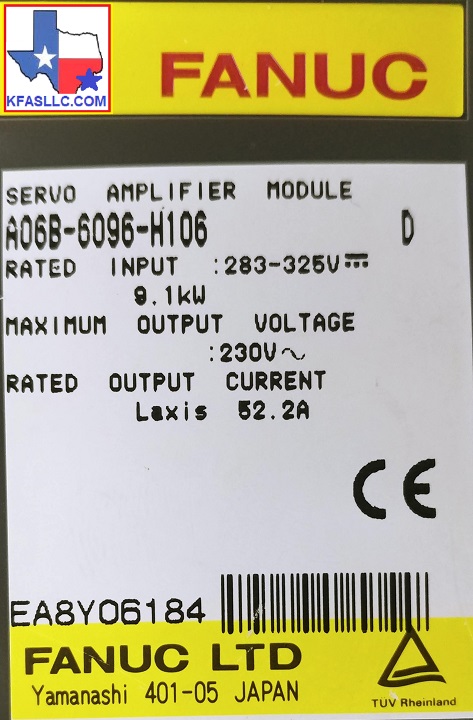 KFASLLC.COM
FANUC
SERVO AMPLIFIER MODULE
A06B-6096-H106 D
RATED INPUT :283-325V⎓
9.1kW
MAXIMUM OUTPUT VOLTAGE
:230V～
RATED OUTPUT CURRENT
Laxis 52.2A
CE
EA8Y06184
FANUC LTD
Yamanashi 401-05 JAPAN
TUV Rheinland